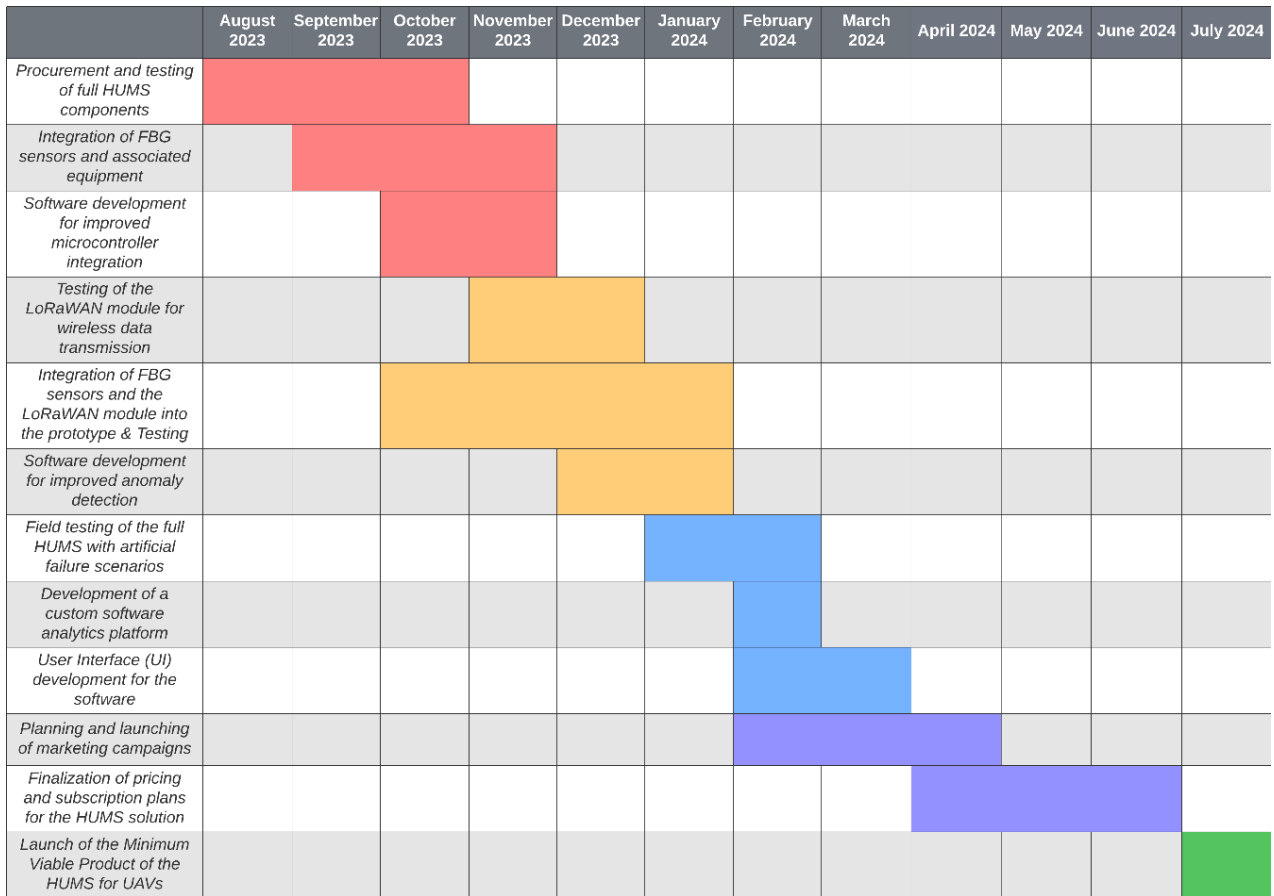 August
2023
September
2023
October
2023
November
2023
December
2023
January
2024
February
2024
March
2024
April 2024
May 2024
June 2024
July 2024
Procurement and testing
of full HUMS
components
Integration of FBG
sensors and associated
equipment
Software development
for improved
microcontroller
integration
Testing of the
LoRaWAN module for
wireless data
transmission
Integration of FBG
sensors and the
LoRaWAN module into
the prototype & Testing
Software development
for improved anomaly
detection
Field testing of the full
HUMS with artificial
failure scenarios
Development of a
custom software
analytics platform
User Interface (UI)
development for the
software
Planning and launching
of marketing campaigns
Finalization of pricing
and subscription plans
for the HUMS solution
Launch of the Minimum
Viable Product of the
HUMS for UAVs